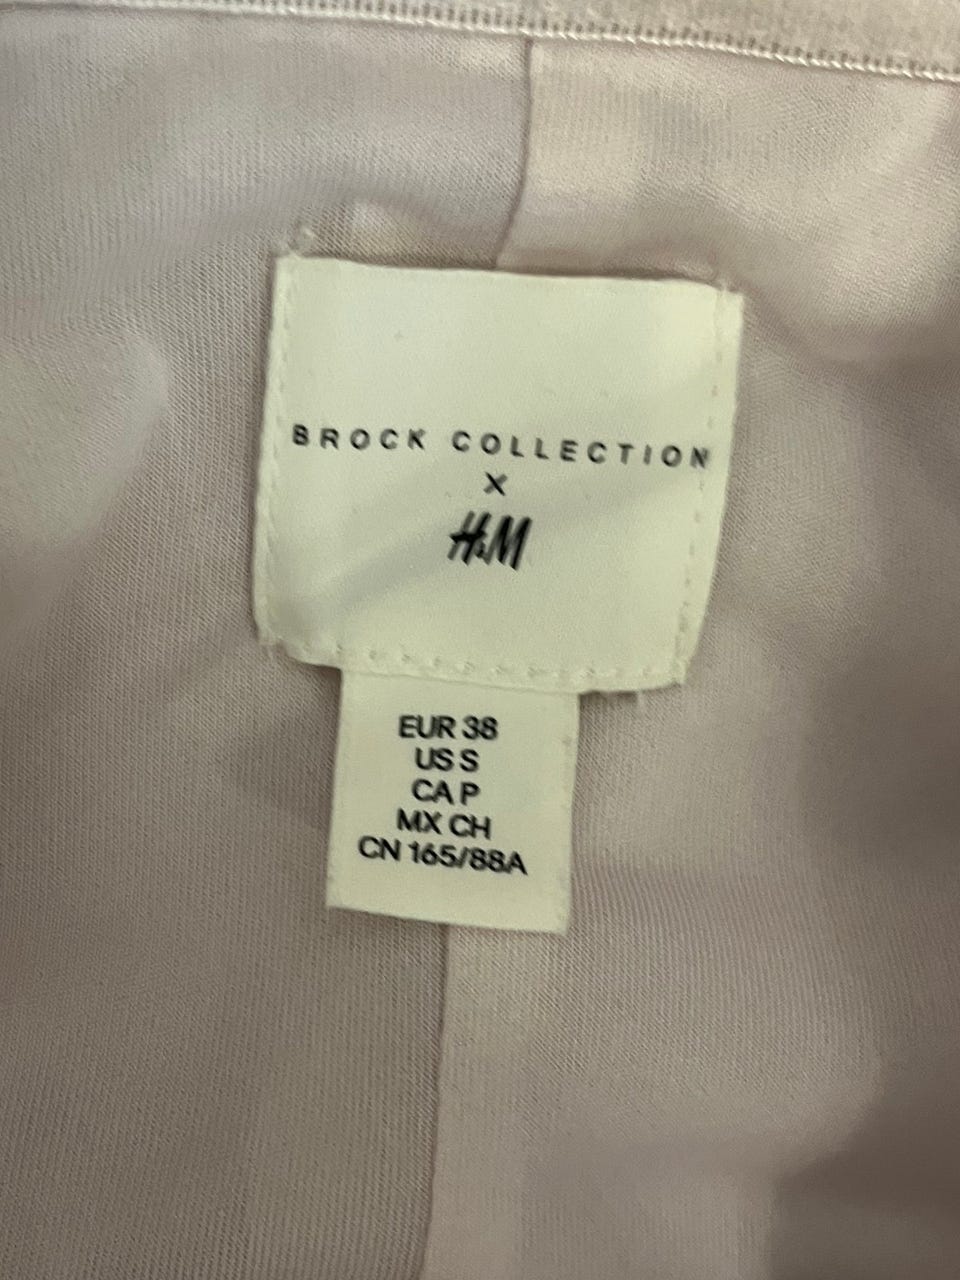 BROCK COLLECTION
X
H&M
EUR 38
US S
CA P
MX CH
CN 165/88A